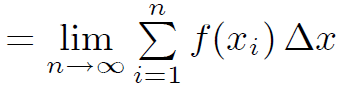 = lim_{n→∞} ∑_{i=1}^{n} f(x_i) Δx